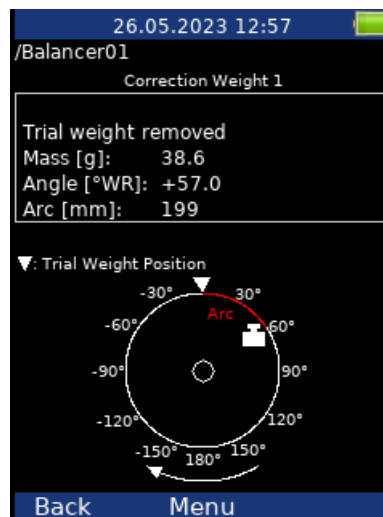 26.05.2023 12:57
/Balancer01
Correction Weight 1
Trial weight removed
Mass [g]: 38.6
Angle [°WR]: +57.0
Arc [mm]: 199
▼: Trial Weight Position
-30° 30°
Arc
-60° 60°
-90° 90°
-120° 120°
-150° 180° 150°
Back Menu